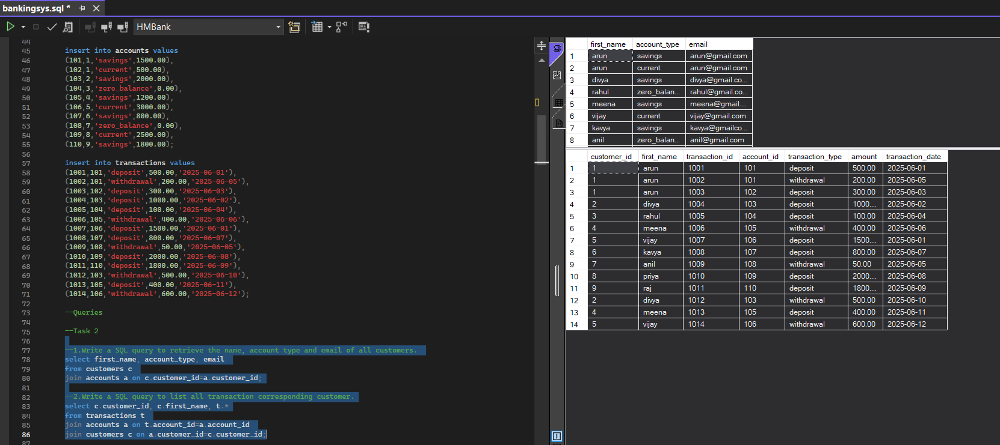 bankingsys.sql *
HMBank
44
45 insert into accounts values
46 (101,1,'savings',1500.00),
47 (102,1,'current',500.00),
48 (103,2,'savings',2000.00),
49 (104,3,'zero_balance',0.00),
50 (105,4,'savings',1200.00),
51 (106,5,'current',3000.00),
52 (107,6,'savings',800.00),
53 (108,7,'zero_balance',0.00),
54 (109,8,'current',2500.00),
55 (110,9,'savings',1800.00);
56
57 insert into transactions values
58 (1001,101,'deposit',500.00,'2025-06-01'),
59 (1002,101,'withdrawal',200.00,'2025-06-05'),
60 (1003,102,'deposit',300.00,'2025-06-03'),
61 (1004,103,'deposit',1000.00,'2025-06-02'),
62 (1005,104,'deposit',100.00,'2025-06-04'),
63 (1006,105,'withdrawal',400.00,'2025-06-06'),
64 (1007,106,'deposit',1500.00,'2025-06-01'),
65 (1008,107,'deposit',800.00,'2025-06-07'),
66 (1009,108,'withdrawal',50.00,'2025-06-05'),
67 (1010,109,'deposit',2000.00,'2025-06-08'),
68 (1011,110,'deposit',1800.00,'2025-06-09'),
69 (1012,103,'withdrawal',500.00,'2025-06-10'),
70 (1013,105,'deposit',400.00,'2025-06-11'),
71 (1014,106,'withdrawal',600.00,'2025-06-12');
72
73 --Queries
74
75 --Task 2
76
77 --1.Write a SQL query to retrieve the name, account type and email of all customers.
78 select first_name, account_type, email
79 from customers c
80 join accounts a on c.customer_id=a.customer_id;
81
82 --2.Write a SQL query to list all transaction corresponding customer.
83 select c.customer_id, c.first_name, t.*
84 from transactions t
85 join accounts a on t.account_id=a.account_id
86 join customers c on a.customer_id=c.customer_id;
87
first_name account_type email
1 arun savings arun@gmail.com
2 arun current arun@gmail.com
3 divya savings divya@gmail.co...
4 rahul zero_balan... rahul@gmail.co...
5 meena savings meena@gmail....
6 vijay current vijay@gmail.com
7 kavya savings kavya@gmailco...
8 anil zero_balan... anil@gmail.com
customer_id first_name transaction_id account_id transaction_type amount transaction_date
1 1 arun 1001 101 deposit 500.00 2025-06-01
2 1 arun 1002 101 withdrawal 200.00 2025-06-05
3 1 arun 1003 102 deposit 300.00 2025-06-03
4 2 divya 1004 103 deposit 1000.... 2025-06-02
5 3 rahul 1005 104 deposit 100.00 2025-06-04
6 4 meena 1006 105 withdrawal 400.00 2025-06-06
7 5 vijay 1007 106 deposit 1500.... 2025-06-01
8 6 kavya 1008 107 deposit 800.00 2025-06-07
9 7 anil 1009 108 withdrawal 50.00 2025-06-05
10 8 priya 1010 109 deposit 2000.... 2025-06-08
11 9 raj 1011 110 deposit 1800.... 2025-06-09
12 2 divya 1012 103 withdrawal 500.00 2025-06-10
13 4 meena 1013 105 deposit 400.00 2025-06-11
14 5 vijay 1014 106 withdrawal 600.00 2025-06-12